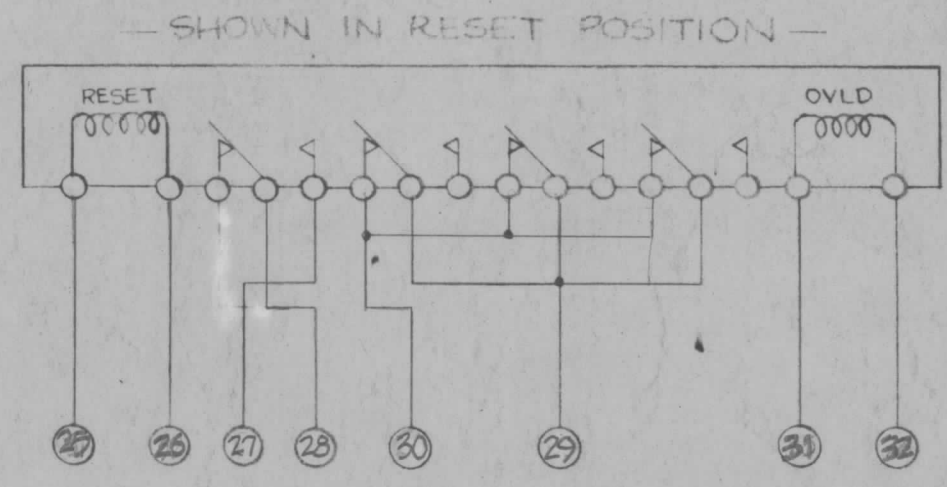 — SHOWN IN RESET POSITION —
RESET OVLD
25 26 27 28 30 29 31 32